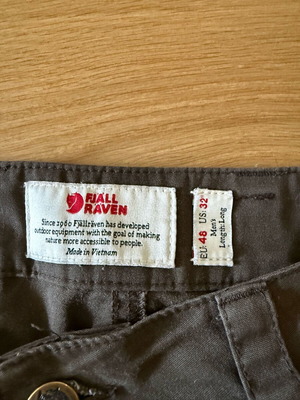 FJÄLL
RÄVEN
Since 1960 Fjällräven has developed
outdoor equipment with the goal of making
nature more accessible to people.
Made in Vietnam
EU: 48 US: 32
Men's
Length: Long